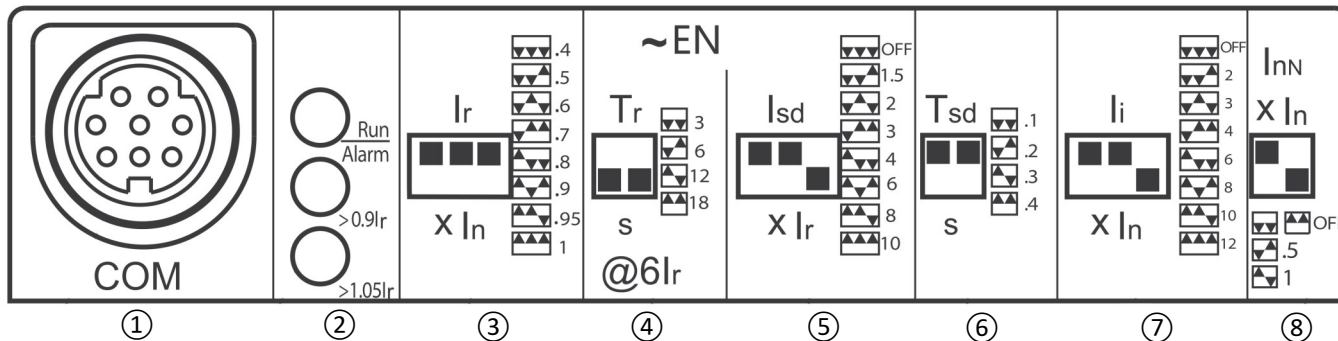 COM
①
Run
Alarm
>0.9Ir
>1.05Ir
②
Ir
x In
.4
.5
.6
.7
.8
.9
.95
1
③
~EN
Tr
s
@6Ir
3
6
12
18
④
Isd
x Ir
OFF
1.5
2
3
4
6
8
10
⑤
Tsd
s
.1
.2
.3
.4
⑥
Ii
x In
OFF
2
3
4
6
8
10
12
⑦
InN
x In
OF
.5
1
⑧